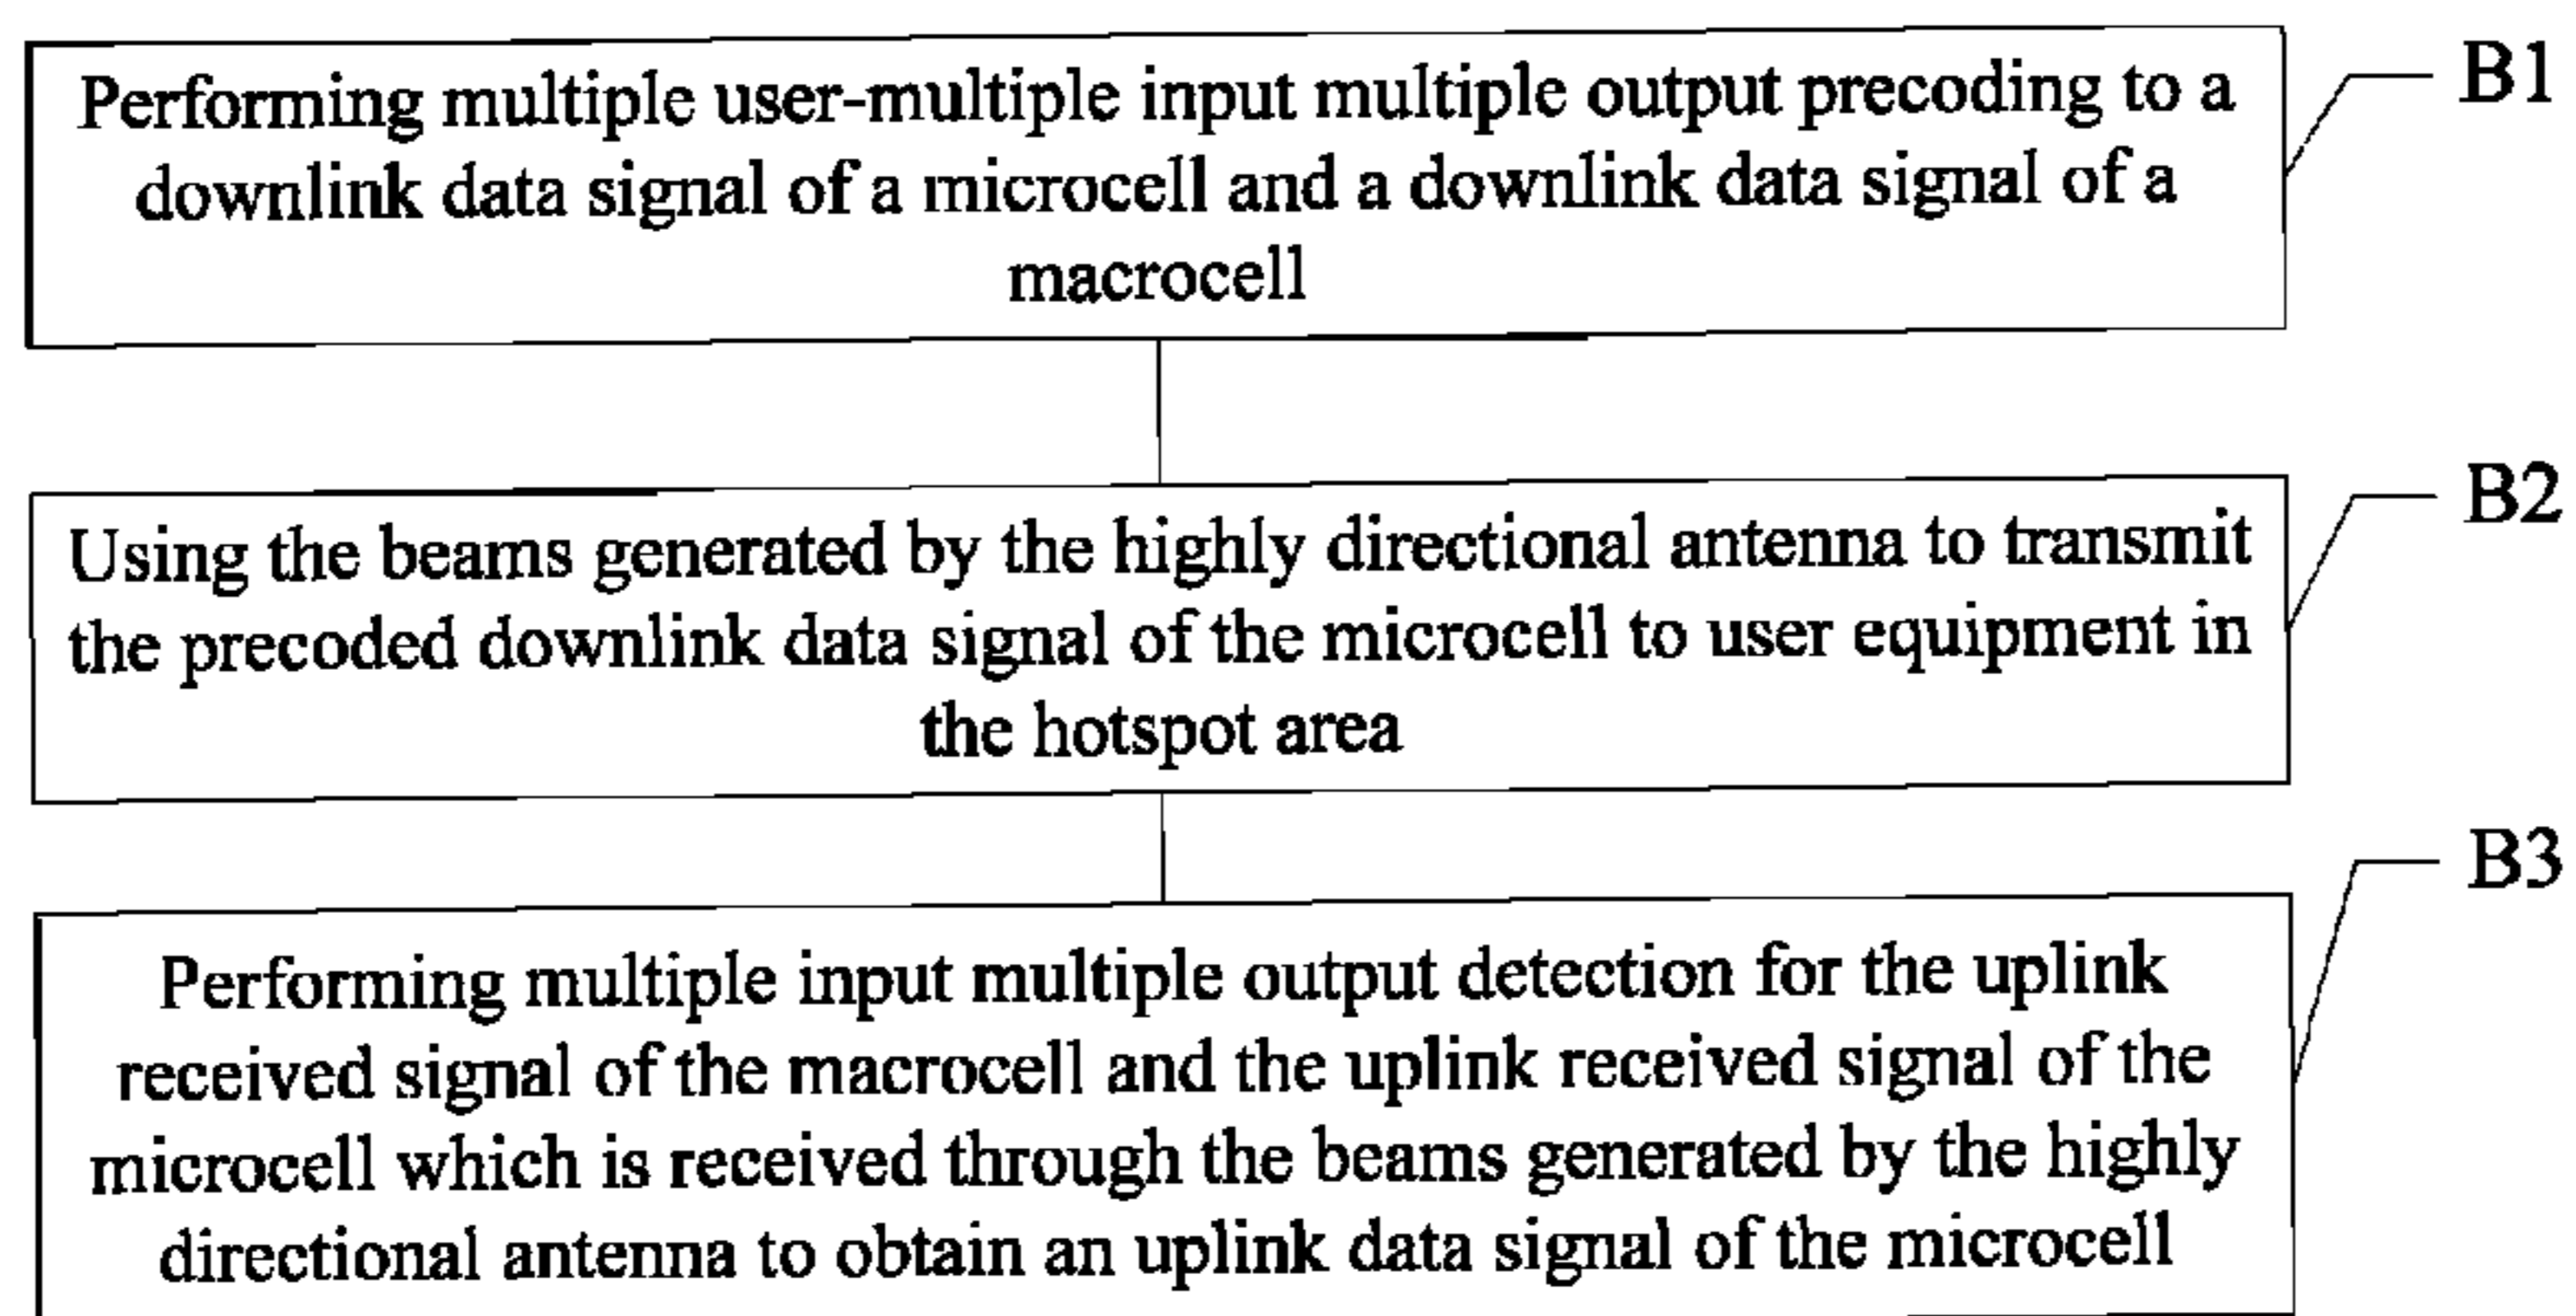 Performing multiple user-multiple input multiple output precoding to a
downlink data signal of a microcell and a downlink data signal of a
macrocell
B1
Using the beams generated by the highly directional antenna to transmit
the precoded downlink data signal of the microcell to user equipment in
the hotspot area
B2
Performing multiple input multiple output detection for the uplink
received signal of the macrocell and the uplink received signal of the
microcell which is received through the beams generated by the highly
directional antenna to obtain an uplink data signal of the microcell
B3